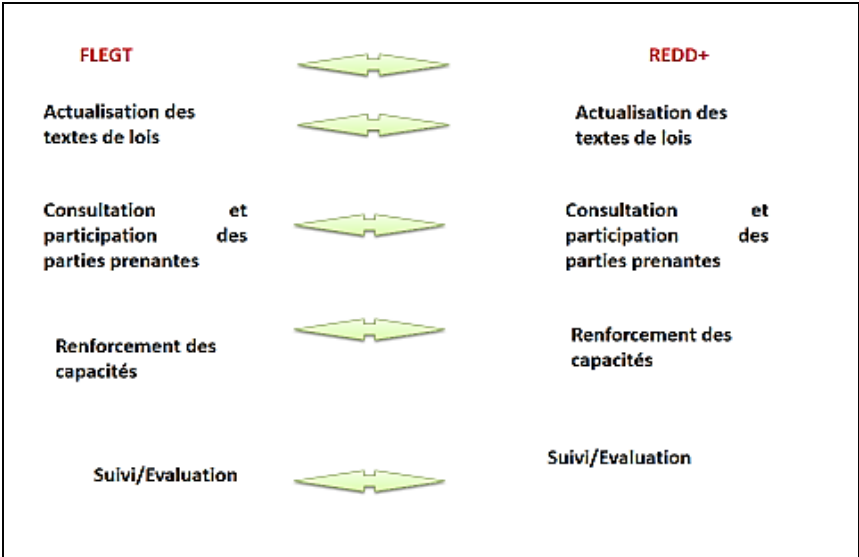 FLEGT REDD+
Actualisation des
textes de lois
Actualisation des
textes de lois
Consultation et
participation des
parties prenantes
Consultation et
participation des
parties prenantes
Renforcement des
capacités
Renforcement des
capacités
Suivi/Evaluation
Suivi/Evaluation